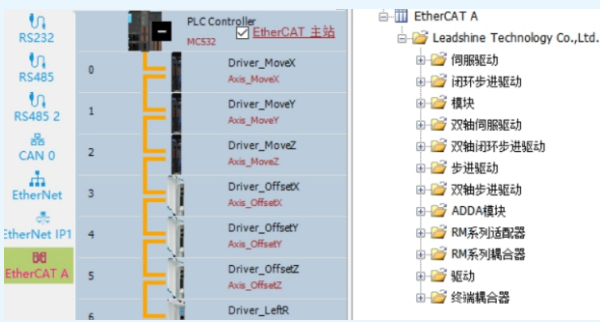 RS232
RS485
RS485 2
CAN 0
EtherNet
EtherNet IP1
EtherCAT A
PLC Controller
MC532
EtherCAT 主站
0
Driver_MoveX
Axis_MoveX
1
Driver_MoveY
Axis_MoveY
2
Driver_MoveZ
Axis_MoveZ
3
Driver_OffsetX
Axis_OffsetX
4
Driver_OffsetY
Axis_OffsetY
5
Driver_OffsetZ
Axis_OffsetZ
6
Driver_LeftR
EtherCAT A
Leadshine Technology Co.,Ltd.
伺服驱动
闭环步进驱动
模块
双轴伺服驱动
双轴闭环步进驱动
步进驱动
双轴步进驱动
ADDA模块
RM系列适配器
RM系列耦合器
驱动
终端耦合器